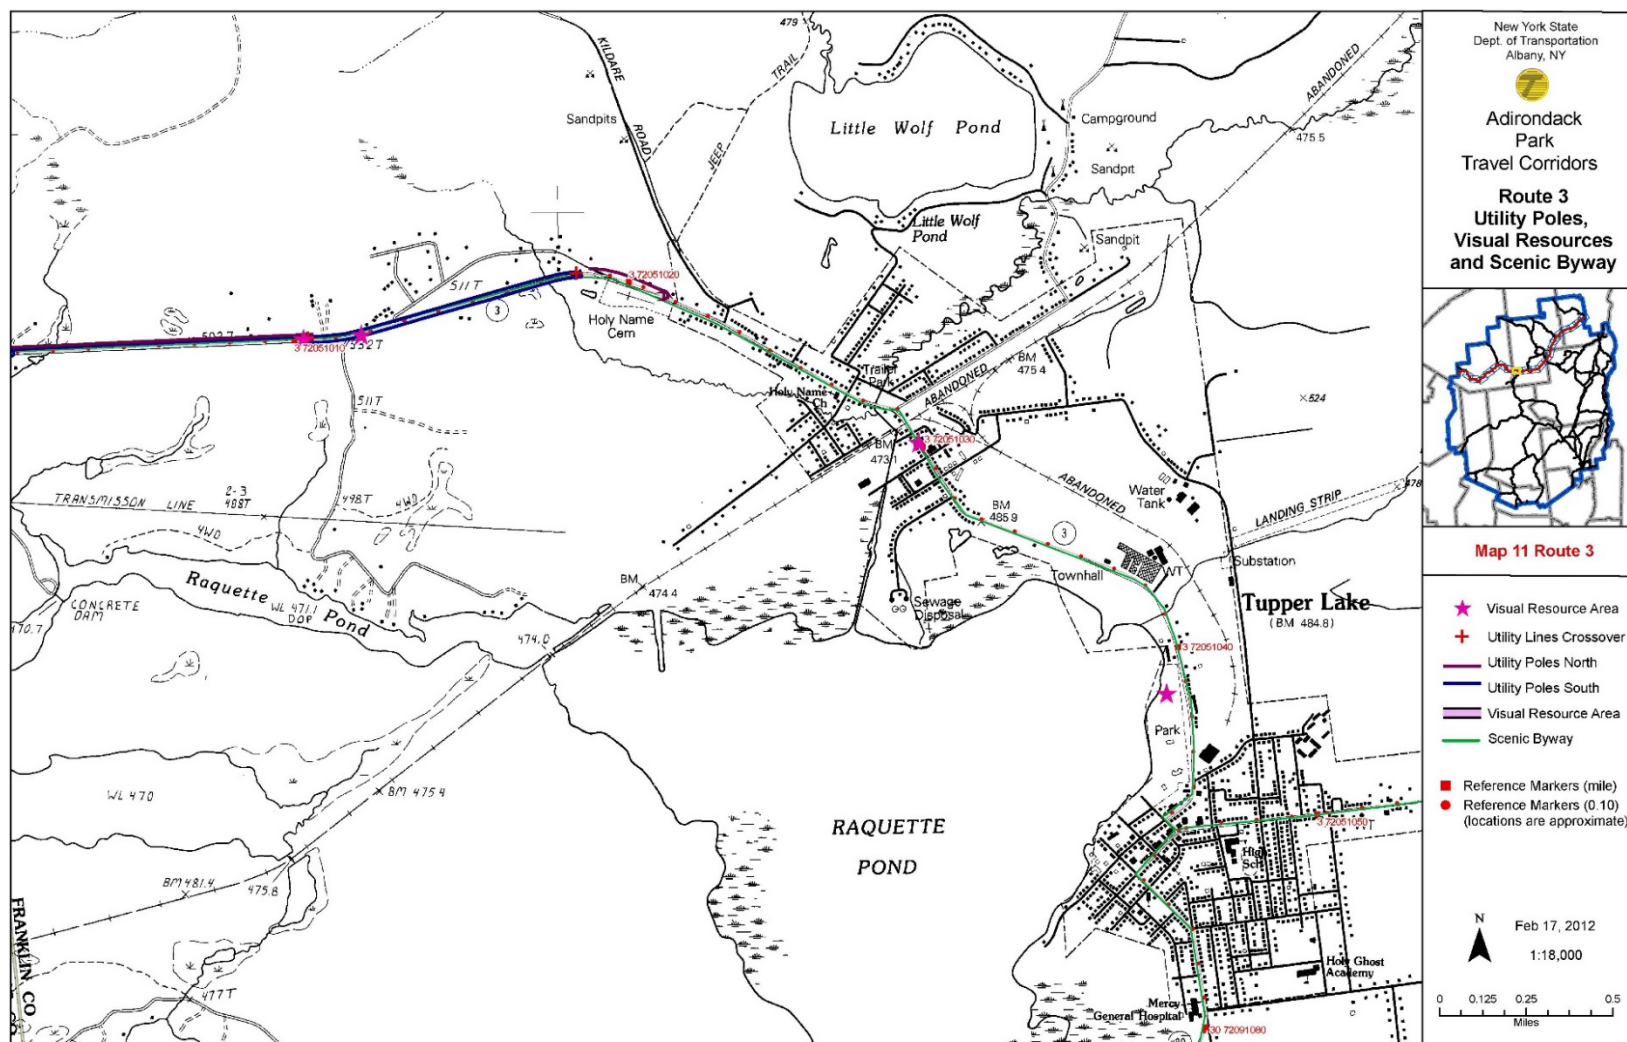 479
KILDARE
ROAD
TRAIL
JEEP
Sandpits
Little Wolf Pond
Campground
Sandpit
ABANDONED
475.5
Little Wolf
Pond
Sandpit
511 T
3
3 72051020
Holy Name
Cem
3 72051010
532T
511 T
Trailer
Park
Holy Name
Ch
ABANDONED
BM
475.4
524
BM
473.1
3 72051030
ABANDONED
BM
485.9
3
Water
Tank
LANDING STRIP
478
TRANSMISSON LINE
2-3
488T
498T
4WD
4WD
Townhall
WT
Substation
Raquette
Pond
WL 471.1
DOP
CONCRETE
DAM
470.7
BM
474.4
474.0
Sewage
Disposal
Tupper Lake
(BM 484.8)
3 72051040
Park
WL 470
BM 475.4
RAQUETTE
POND
3 72051050
WT
High
Sch
BM 481.4
475.8
FRANKLIN CO
477T
Holy Ghost
Academy
Mercy
General Hospital
30 72091080
New York State
Dept. of Transportation
Albany, NY
T
Adirondack
Park
Travel Corridors
Route 3
Utility Poles,
Visual Resources
and Scenic Byway
Map 11 Route 3
Visual Resource Area
Utility Lines Crossover
Utility Poles North
Utility Poles South
Visual Resource Area
Scenic Byway
Reference Markers (mile)
Reference Markers (0.10)
(locations are approximate)
N
Feb 17, 2012
1:18,000
0 0.125 0.25 0.5
Miles